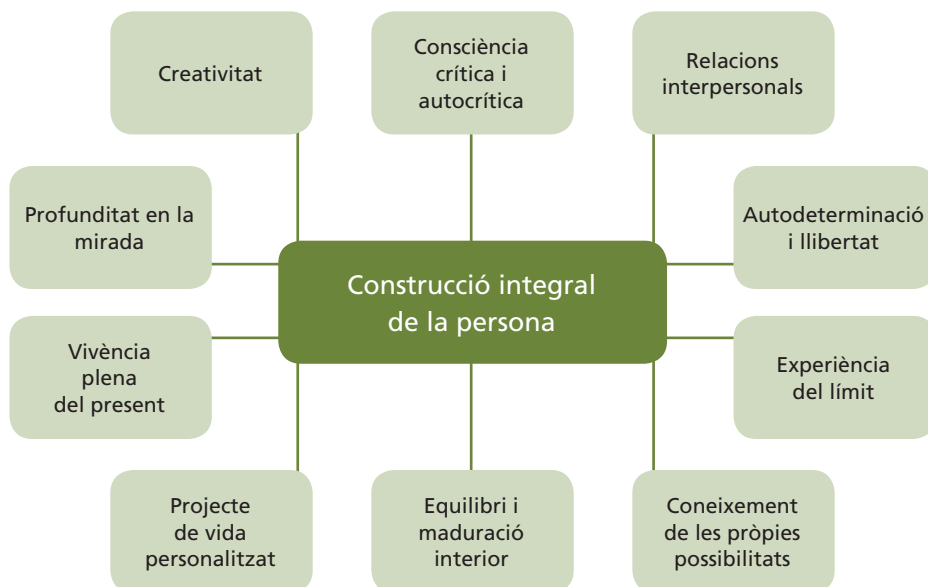 Creativitat
Consciència
crítica i
autocrítica
Relacions
interpersonals
Profunditat en la
mirada
Autodeterminació
i llibertat
Construcció integral
de la persona
Vivència
plena
del present
Experiència
del límit
Projecte
de vida
personalitzat
Equilibri i
maduració
interior
Coneixement
de les pròpies
possibilitats